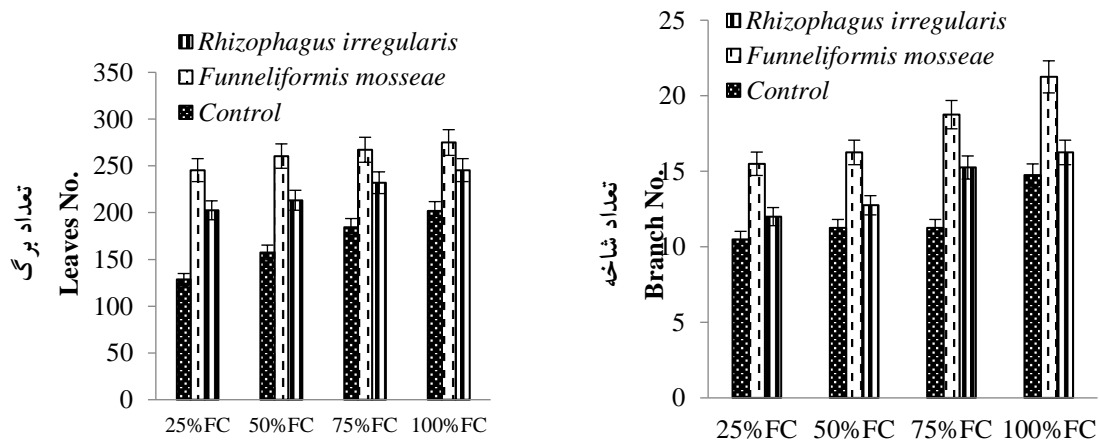 Rhizophagus irregularis
Funneliformis mosseae
Control
350
300
250
200
150
100
50
0
تعداد برگ
Leaves No.
25%FC 50%FC 75%FC 100%FC
Rhizophagus irregularis
Funneliformis mosseae
Control
25
20
15
10
5
0
تعداد شاخه
Branch No.
25%FC 50%FC 75%FC 100%FC